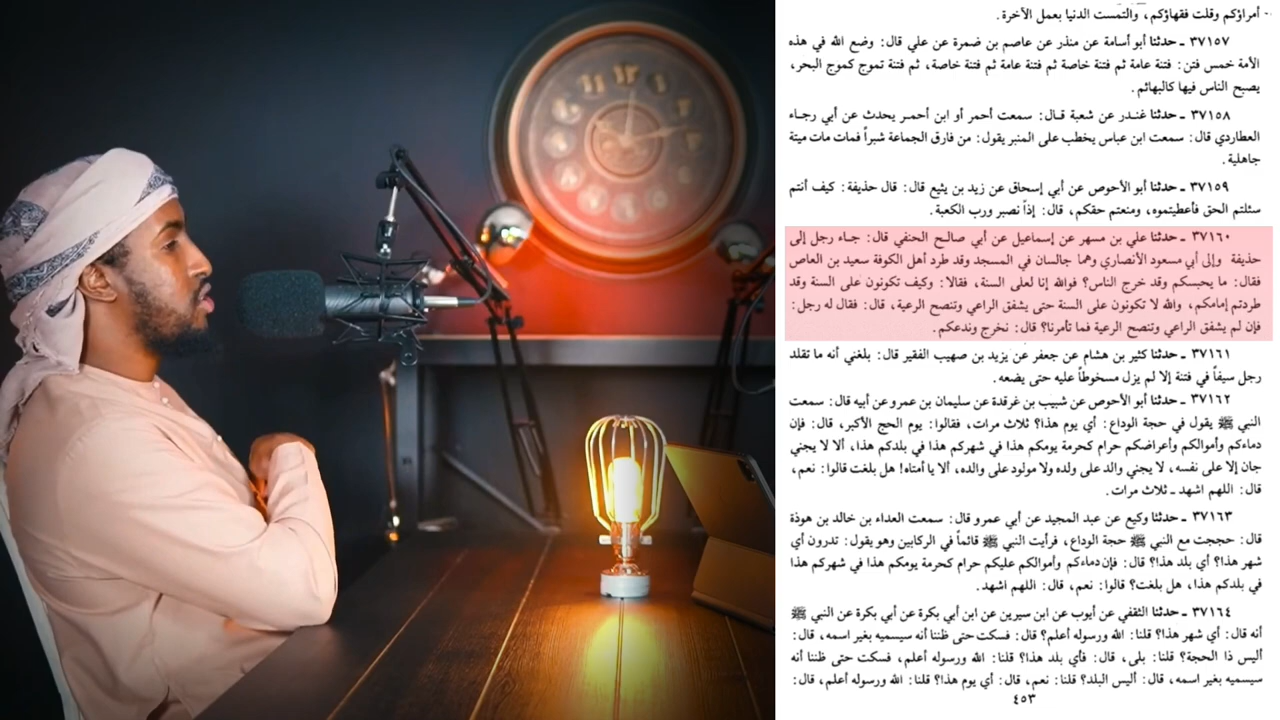 أمراؤكم وقلت فقهاؤكم، والتمست الدنيا بعمل الآخرة.
٣٧١٥٧ ـ حدثنا أبو أسامة عن منذر عن عاصم بن ضمرة عن علي قال: وضع الله في هذه
الأمة خمس فتن: فتنة عامة ثم فتنة خاصة ثم فتنة عامة ثم فتنة خاصة، ثم فتنة تموج كموج البحر،
يصبح الناس فيها كالبهائم.
٣٧١٥٨ ـ حدثنا غندر عن شعبة قال: سمعت أحمر أو ابن أحمر يحدث عن أبي رجاء
العطاردي قال: سمعت ابن عباس يخطب على المنبر يقول: من فارق الجماعة شبراً فمات مات ميتة
جاهلية.
٣٧١٥٩ ـ حدثنا أبو الأحوص عن أبي إسحاق عن زيد بن يثيع قال: قال حذيفة: كيف أنتم
سئلتم الحق فأعطيتموه، ومنعتم حقكم، قال: إذاً نصبر ورب الكعبة.
٣٧١٦٠ ـ حدثنا علي بن مسهر عن إسماعيل عن أبي صالح الحنفي قال: جاء رجل إلى
حذيفة وإلى أبي مسعود الأنصاري وهما جالسان في المسجد وقد طرد أهل الكوفة سعيد بن العاص
فقال: ما يحبسكم وقد خرج الناس؟ فوالله إنا لعلى السنة، فقالا: وكيف تكونون على السنة وقد
طردتم إمامكم، والله لا تكونون على السنة حتى يشفق الراعي وتنصح الرعية، قال: فقال له رجل:
فإن لم يشفق الراعي وتنصح الرعية فما تأمرنا؟ قال: نخرج وندعكم.
٣٧١٦١ ـ حدثنا كثير بن هشام عن جعفر عن يزيد بن صهيب الفقير قال: بلغني أنه ما تقلد
رجل سيفاً في فتنة إلا لم يزل مسخوطاً عليه حتى يضعه.
٣٧١٦٢ ـ حدثنا أبو الأحوص عن شبيب بن غرقدة عن سليمان بن عمرو عن أبيه قال: سمعت
النبي ﷺ يقول في حجة الوداع: أي يوم هذا؟ ثلاث مرات، فقالوا: يوم الحج الأكبر، قال: فإن
دماءكم وأموالكم وأعراضكم حرام كحرمة يومكم هذا في شهركم هذا في بلدكم هذا، ألا لا يجني
جان إلا على نفسه، لا يجني والد على ولده ولا مولود على والده، ألا يا أمتاه! هل بلغت قالوا: نعم،
قال: اللهم اشهد ـ ثلاث مرات.
٣٧١٦٣ ـ حدثنا وكيع عن عبد المجيد عن أبي عمرو قال: سمعت العداء بن خالد بن هوذة
قال: حججت مع النبي ﷺ حجة الوداع، فرأيت النبي ﷺ قائماً في الركابين وهو يقول: تدرون أي
شهر هذا؟ أي بلد هذا؟ قال: فإن دماءكم وأموالكم عليكم حرام كحرمة يومكم هذا في شهركم هذا
في بلدكم هذا، هل بلغت؟ قالوا: نعم، قال: اللهم اشهد.
٣٧١٦٤ ـ حدثنا الثقفي عن أيوب عن ابن سيرين عن ابن أبي بكرة عن أبي بكرة عن النبي ﷺ
أنه قال: أي شهر هذا؟ قلنا: الله ورسوله أعلم؟ قال: فسكت حتى ظننا أنه سيسميه بغير اسمه، قال:
أليس ذا الحجة؟ قلنا: بلى، قال: فأي بلد هذا؟ قلنا: الله ورسوله أعلم، فسكت حتى ظننا أنه
سيسميه بغير اسمه، قال: أليس البلد؟ قلنا: نعم، قال: أي يوم هذا؟ قلنا: الله ورسوله أعلم، قال:
٤٥٣